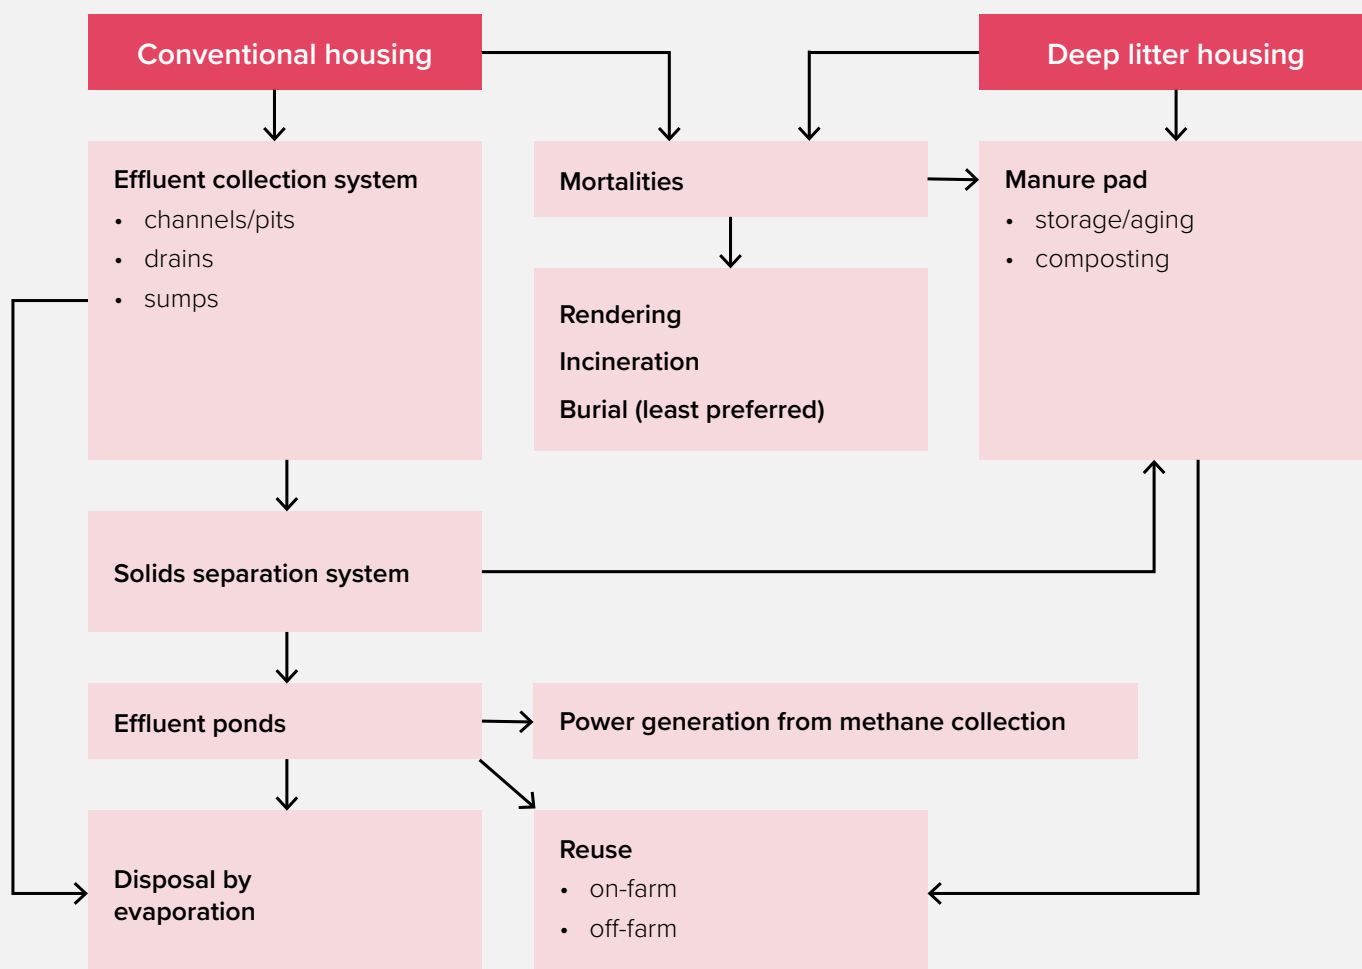 Conventional housing
Deep litter housing
Effluent collection system
• channels/pits
• drains
• sumps
Mortalities
Manure pad
• storage/aging
• composting
Rendering
Incineration
Burial (least preferred)
Solids separation system
Effluent ponds
Power generation from methane collection
Disposal by
evaporation
Reuse
• on-farm
• off-farm